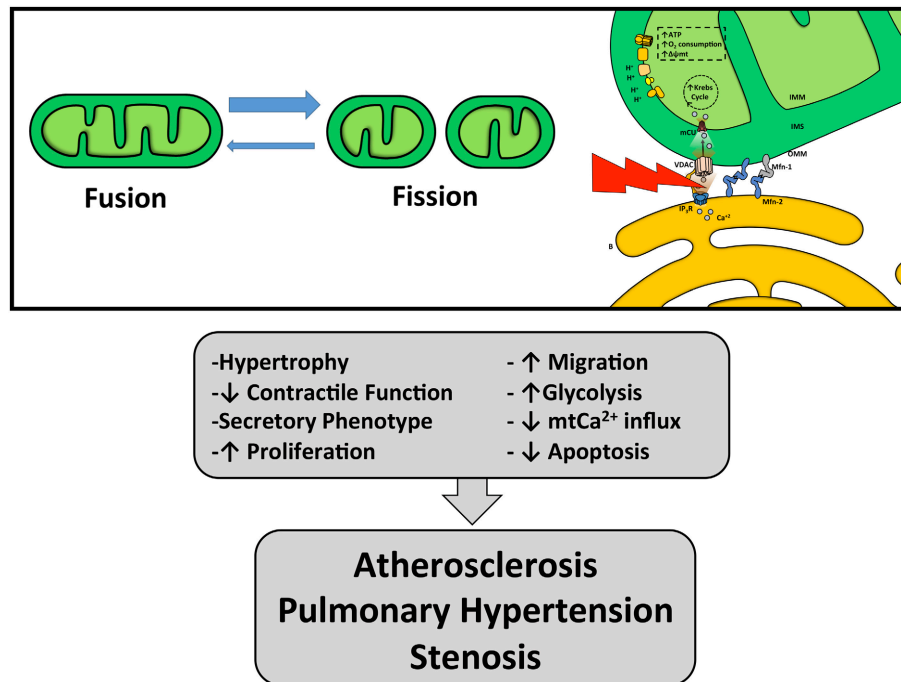 ↑ATP
↑O₂ consumption
↑Δψmt
H⁺
H⁺
H⁺
H⁺
↑Krebs
Cycle
IMM
mCU
IMS
VDAC
OMM
Mfn-1
Mfn-2
IP₃R
Ca⁺²
B
Fusion
Fission
-Hypertrophy
-↓ Contractile Function
-Secretory Phenotype
-↑ Proliferation
- ↑ Migration
- ↑Glycolysis
- ↓ mtCa²⁺ influx
- ↓ Apoptosis
Atherosclerosis
Pulmonary Hypertension
Stenosis